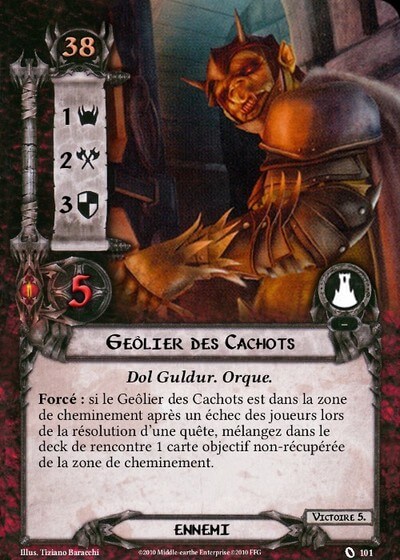 38
1
2
3
5
Geôlier des Cachots
Dol Guldur. Orque.
Forcé : si le Geôlier des Cachots est dans la zone
de cheminement après un échec des joueurs lors
de la résolution d'une quête, mélangez dans le
deck de rencontre 1 carte objectif non-récupérée
de la zone de cheminement.
Victoire 5.
ENNEMI
Illus. Tiziano Baracchi
©2010 Middle-earthe Enterprise ©2010 FFG
101